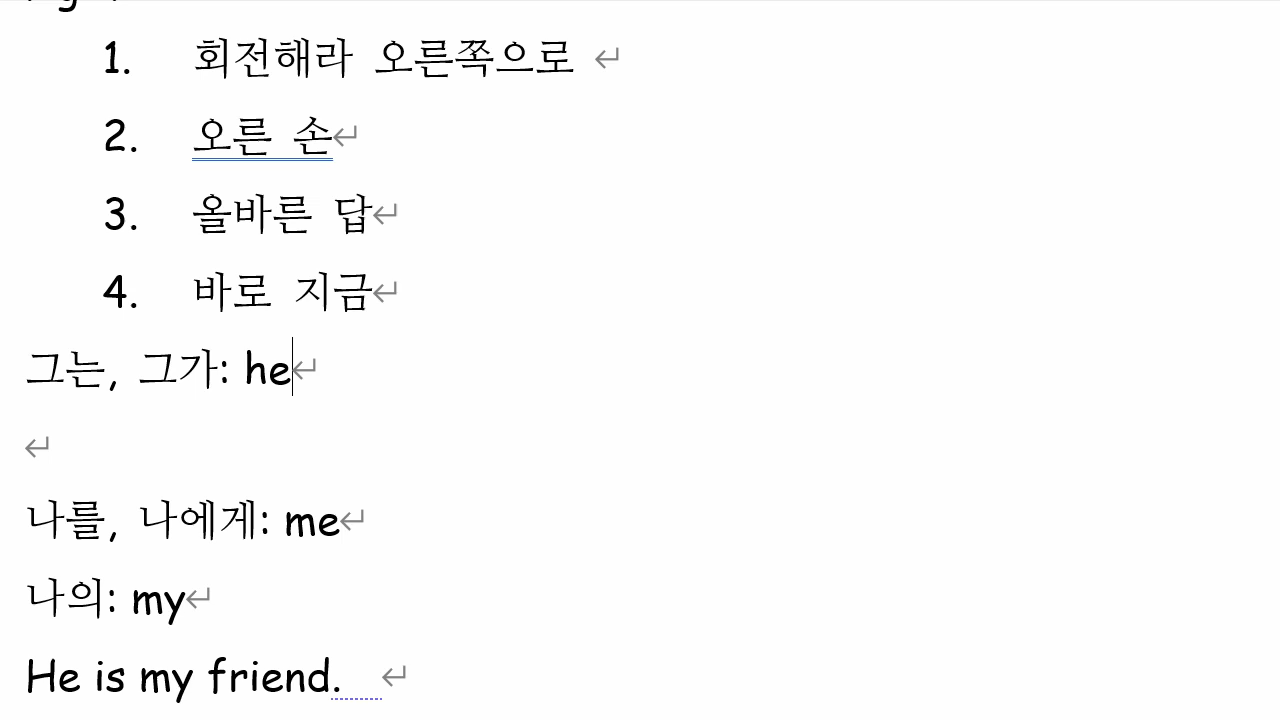 1. 회전해라 오른쪽으로
2. 오른 손
3. 올바른 답
4. 바로 지금
그는, 그가: he
나를, 나에게: me
나의: my
He is my friend.